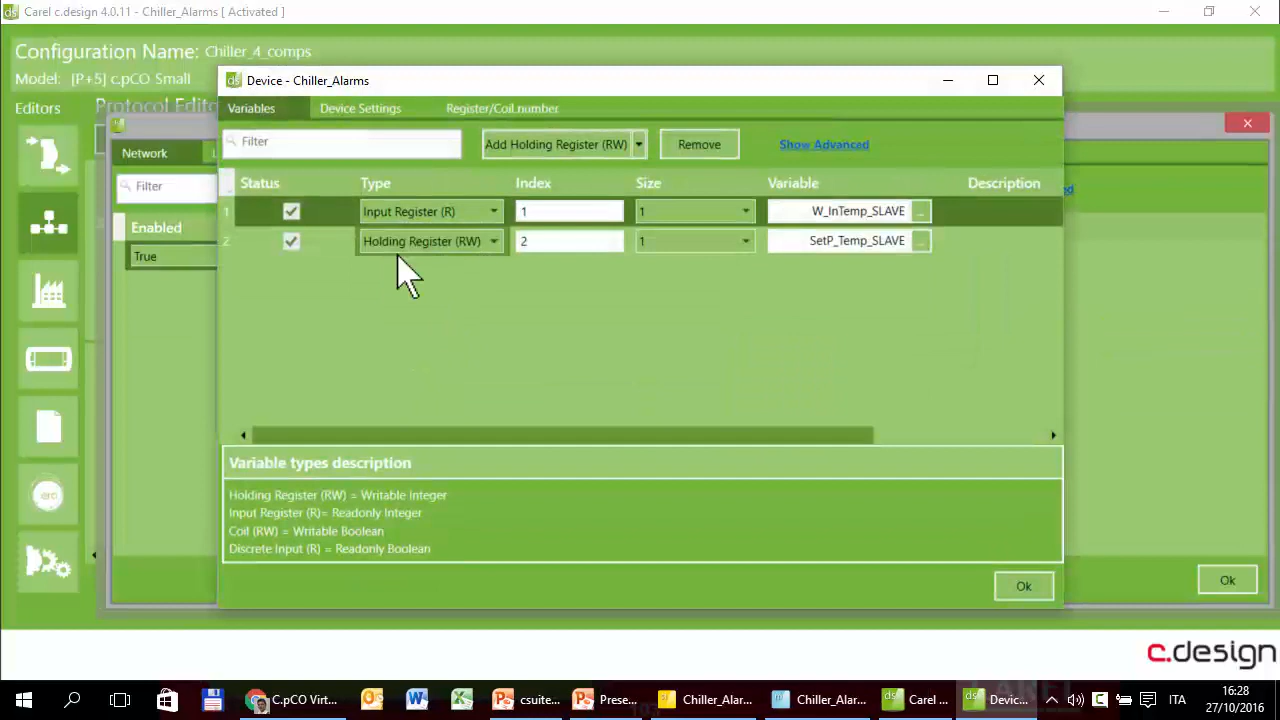 Carel c.design 4.0.11 - Chiller_Alarms [ Activated ]
Configuration Name: Chiller_4_comps
Model: [P+5] c.pCO Small
Editors
Protocol Edito
Network
Filter
Enabled
True
Device - Chiller_Alarms
Variables Device Settings Register/Coil number
Filter Add Holding Register (RW) Remove Show Advanced
Status Type Index Size Variable Description
1 Input Register (R) 1 1 W_InTemp_SLAVE ...
2 Holding Register (RW) 2 1 SetP_Temp_SLAVE ...
Variable types description
Holding Register (RW) = Writable Integer
Input Register (R)= Readonly Integer
Coil (RW) = Writable Boolean
Discrete Input (R) = Readonly Boolean
Ok
Ok
c.design
C.pCO Virt... csuite... Prese... Chiller_Alar... Chiller_Alar... Carel ... Devic... ITA
16:28
27/10/2016